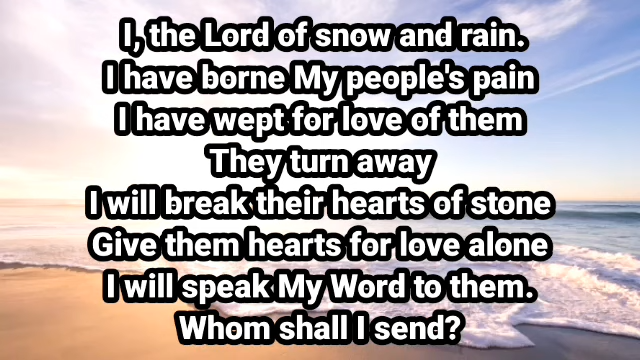 I, the Lord of snow and rain.
I have borne My people's pain
I have wept for love of them
They turn away
I will break their hearts of stone
Give them hearts for love alone
I will speak My Word to them.
Whom shall I send?